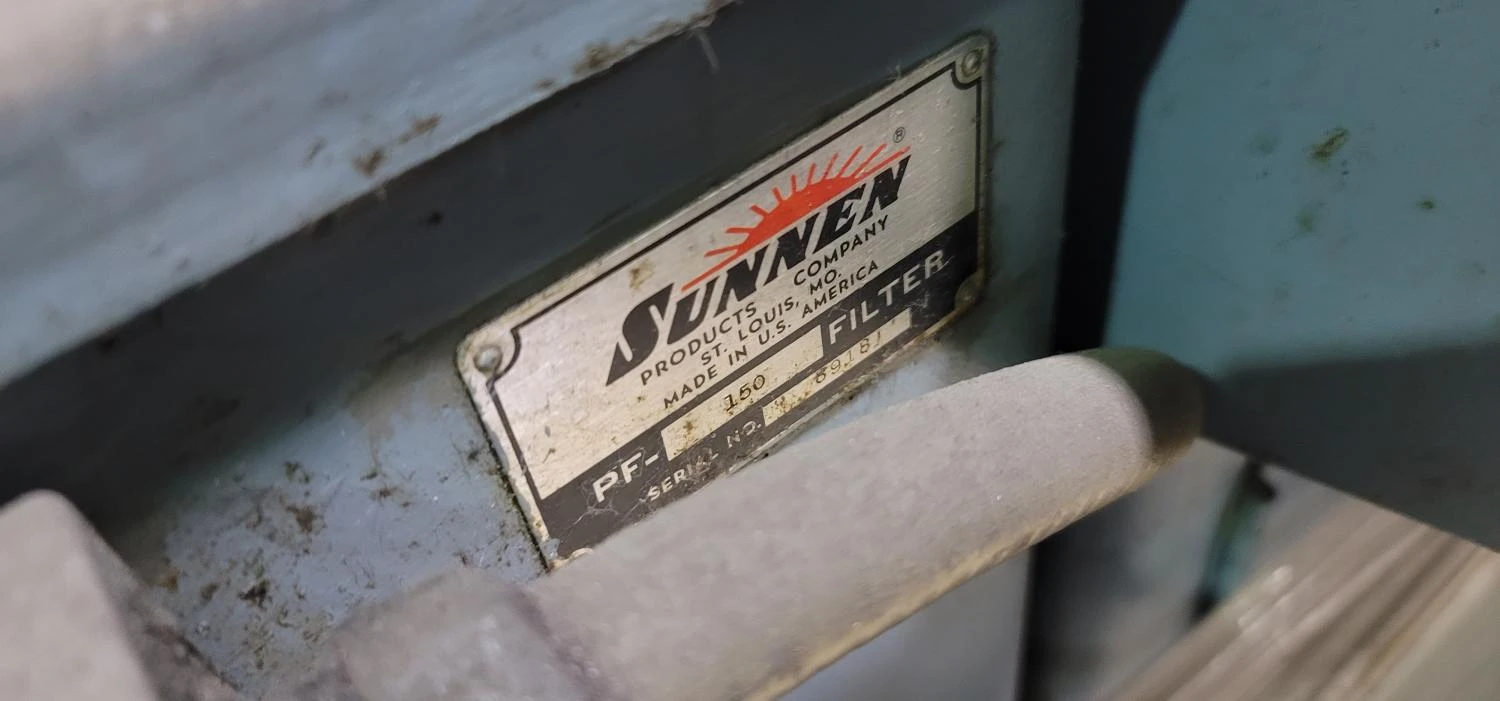 SUNNEN®
PRODUCTS COMPANY
ST. LOUIS, MO.
MADE IN U.S. AMERICA
PF-150 FILTER
SERIAL NO.